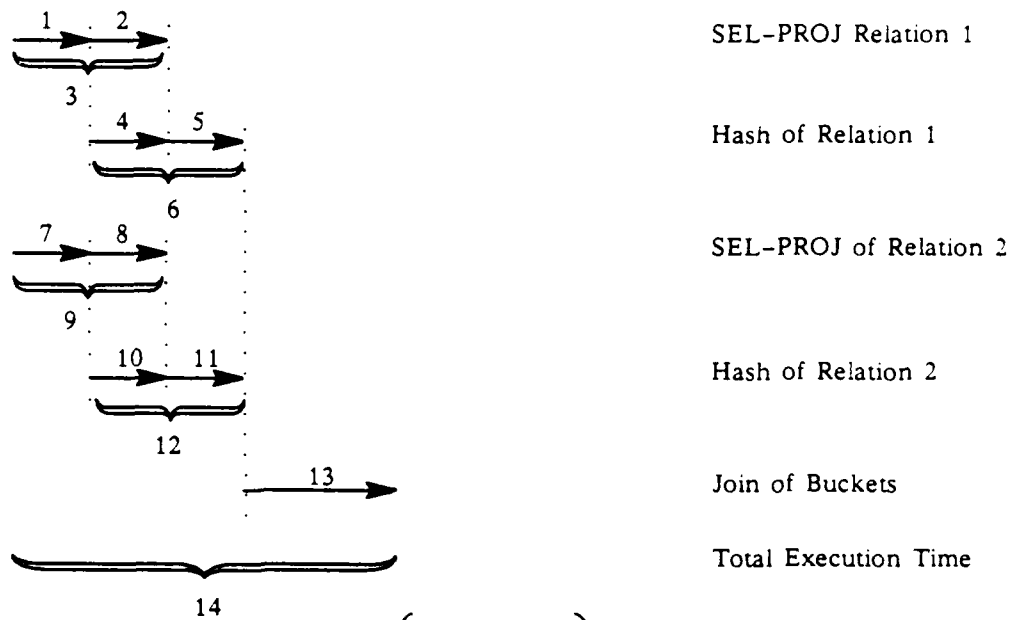 1 2 SEL-PROJ Relation 1
3
4 5 Hash of Relation 1
6
7 8 SEL-PROJ of Relation 2
9
10 11 Hash of Relation 2
12
13 Join of Buckets
Total Execution Time
14